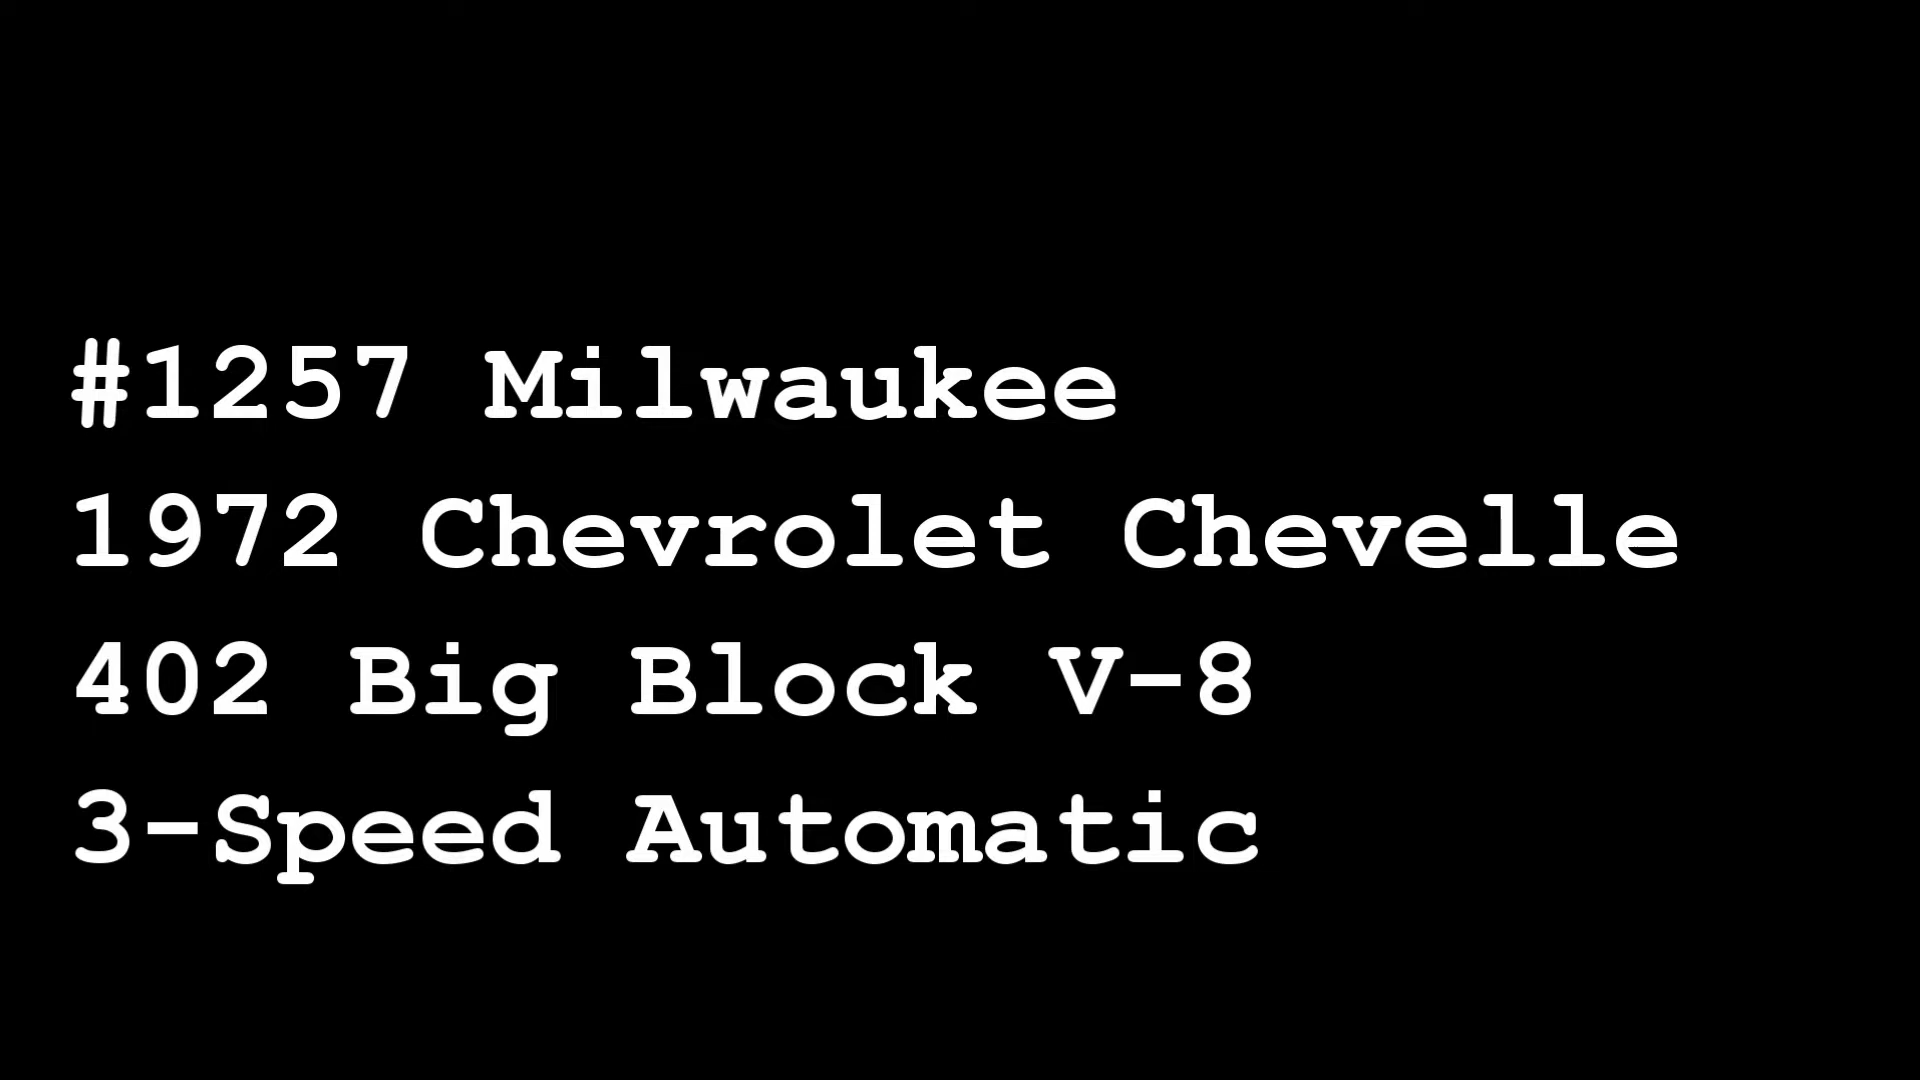 #1257 Milwaukee
1972 Chevrolet Chevelle
402 Big Block V-8
3-Speed Automatic